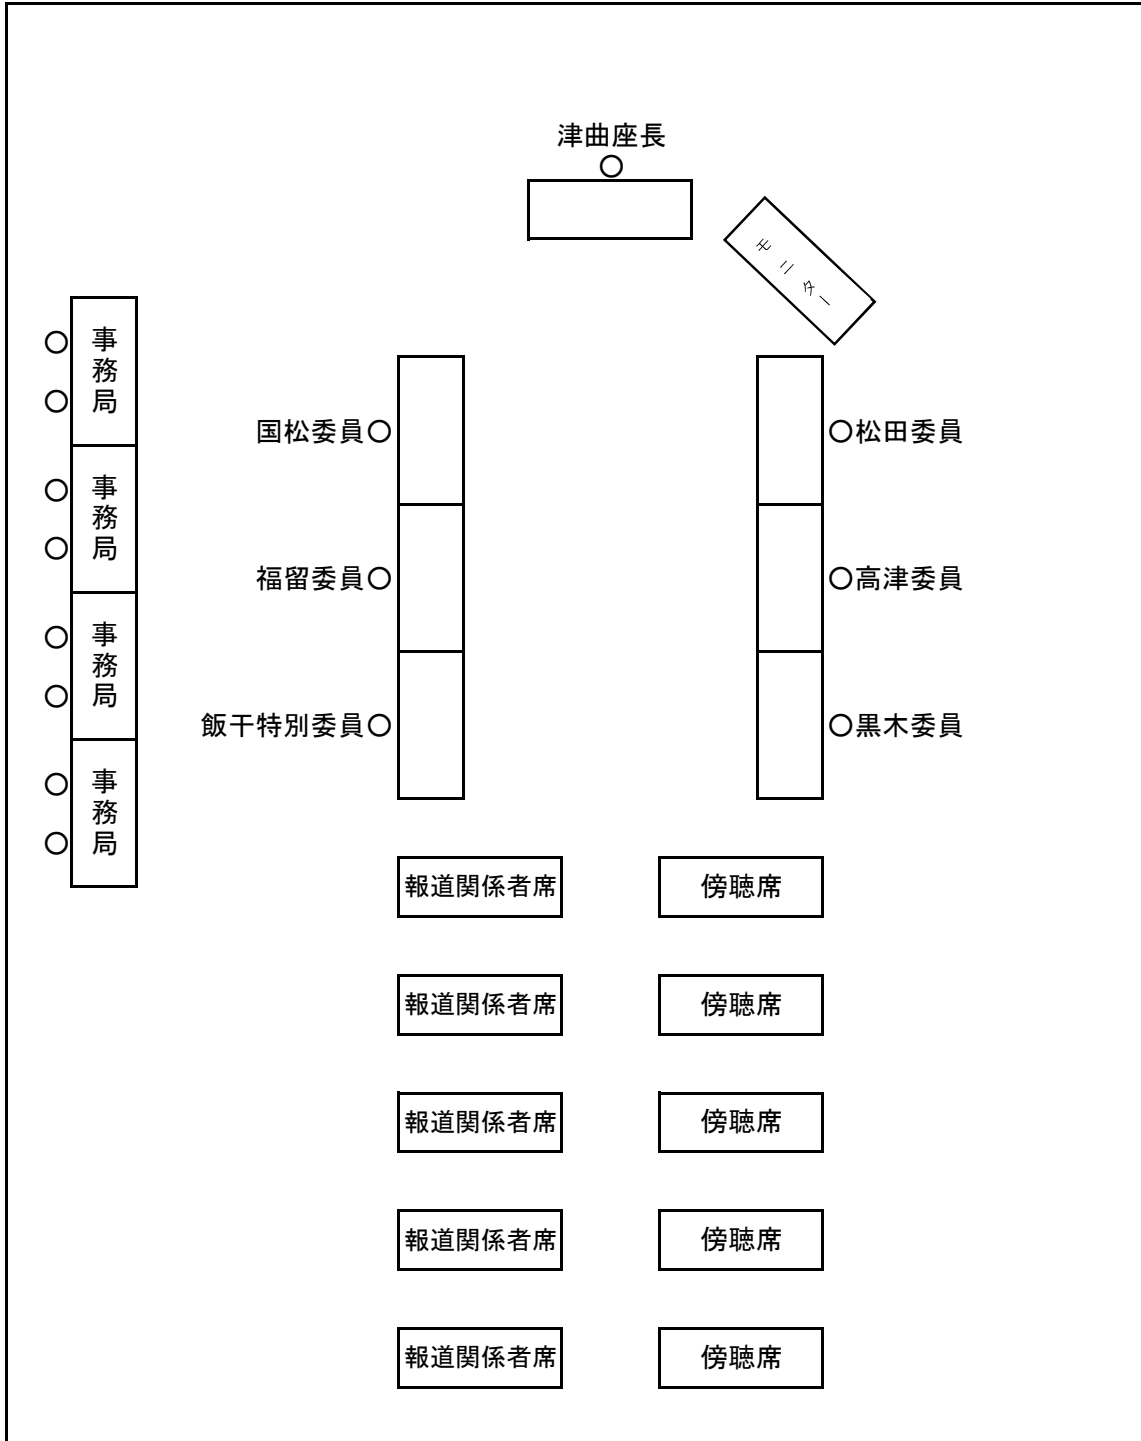 津曲座長
○
モニター
事務局
○
○
国松委員○
○松田委員
事務局
○
○
福留委員○
○高津委員
事務局
○
○
飯干特別委員○
○黒木委員
事務局
○
○
報道関係者席
傍聴席
報道関係者席
傍聴席
報道関係者席
傍聴席
報道関係者席
傍聴席
報道関係者席
傍聴席